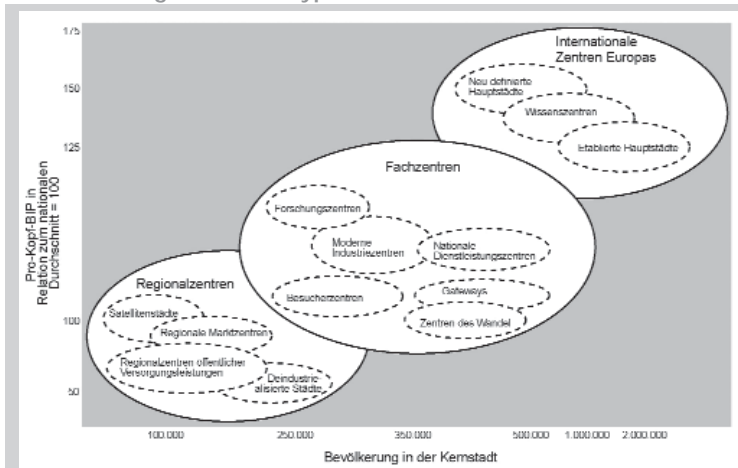 175
150
125
100
50
Pro-Kopf-BIP in
Relation zum nationalen
Durchschnitt = 100
Internationale
Zentren Europas
Neu definierte
Hauptstädte
Wissenszentren
Etablierte Hauptstädte
Fachzentren
Forschungszentren
Moderne
Industriezentren
Nationale
Dienstleistungszentren
Besucherzentren
Gateways
Zentren des Wandel
Regionalzentren
Satellitenstädte
Regionale Marktzentren
Regionalzentren öffentlicher
Versorgungsleistungen
Deindustrie-
alisierte Städte
100.000
250.000
350.000
500.000
1.000.000
2.000.000
Bevölkerung in der Kernstadt